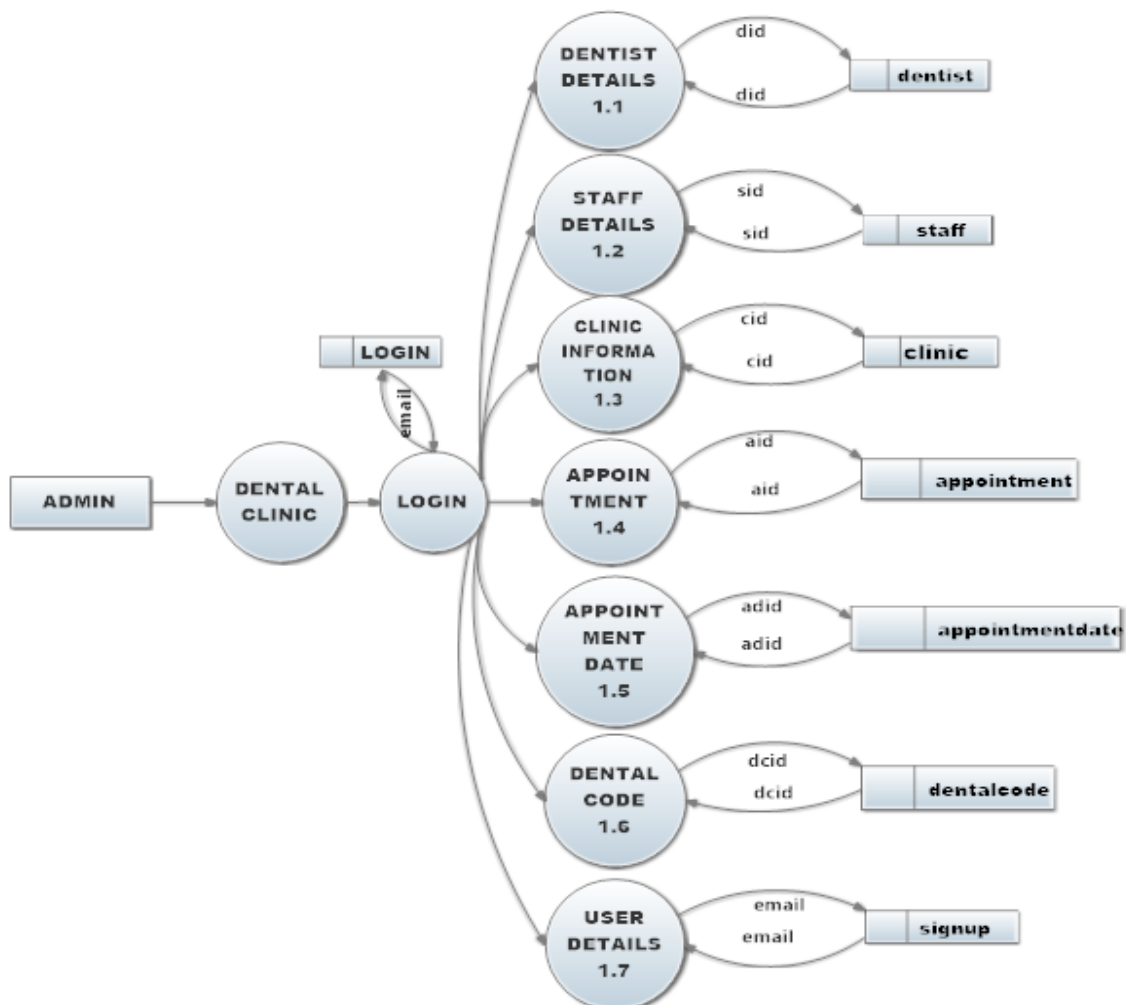 DENTIST
DETAILS
1.1
did
did
dentist
STAFF
DETAILS
1.2
sid
sid
staff
CLINIC
INFORMA
TION
1.3
cid
cid
clinic
LOGIN
email
ADMIN
DENTAL
CLINIC
LOGIN
APPOIN
TMENT
1.4
aid
aid
appointment
APPOINT
MENT
DATE
1.5
adid
adid
appointmentdate
DENTAL
CODE
1.6
dcid
dcid
dentalcode
USER
DETAILS
1.7
email
email
signup